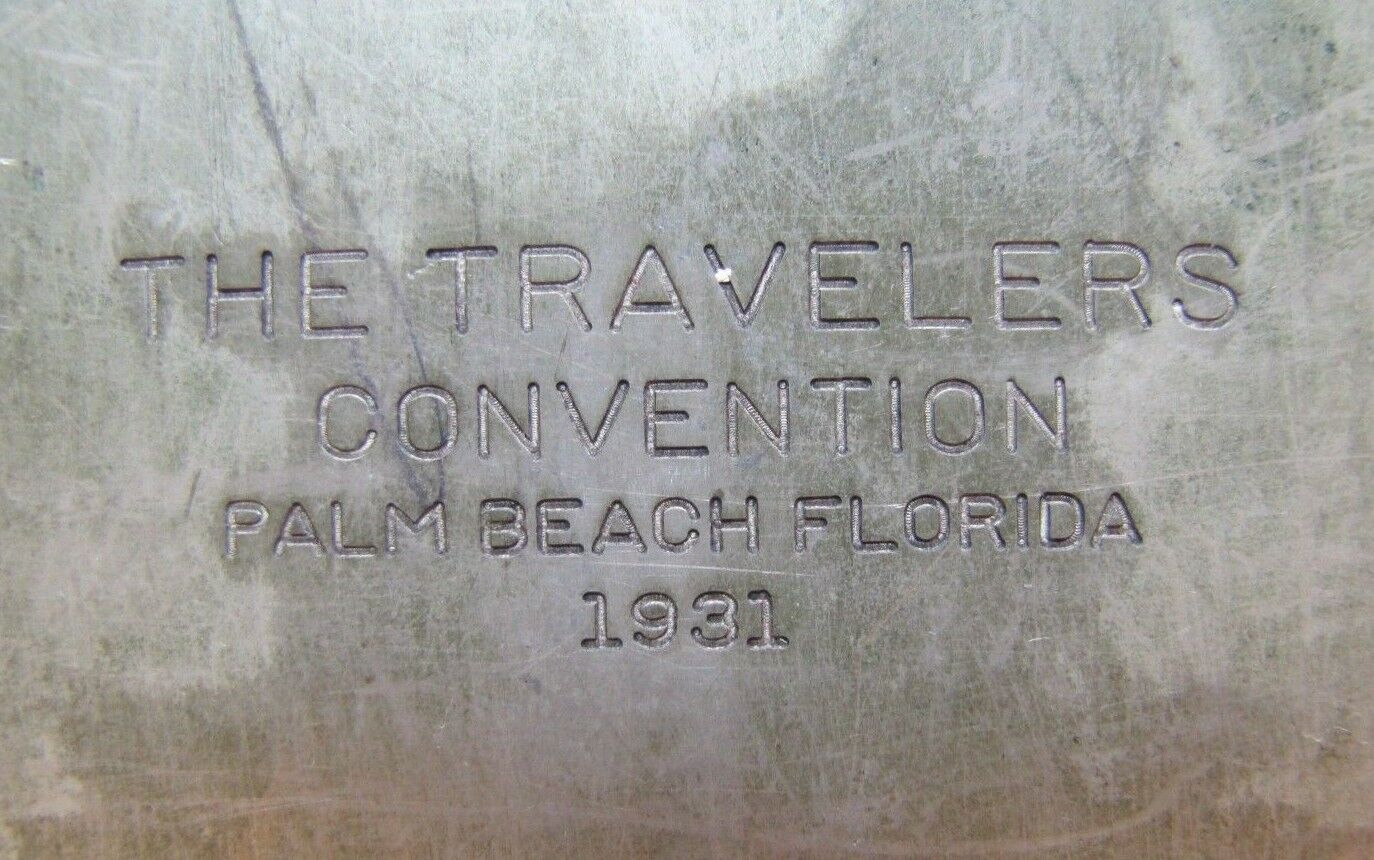 THE TRAVELERS
CONVENTION
PALM BEACH FLORIDA
1931